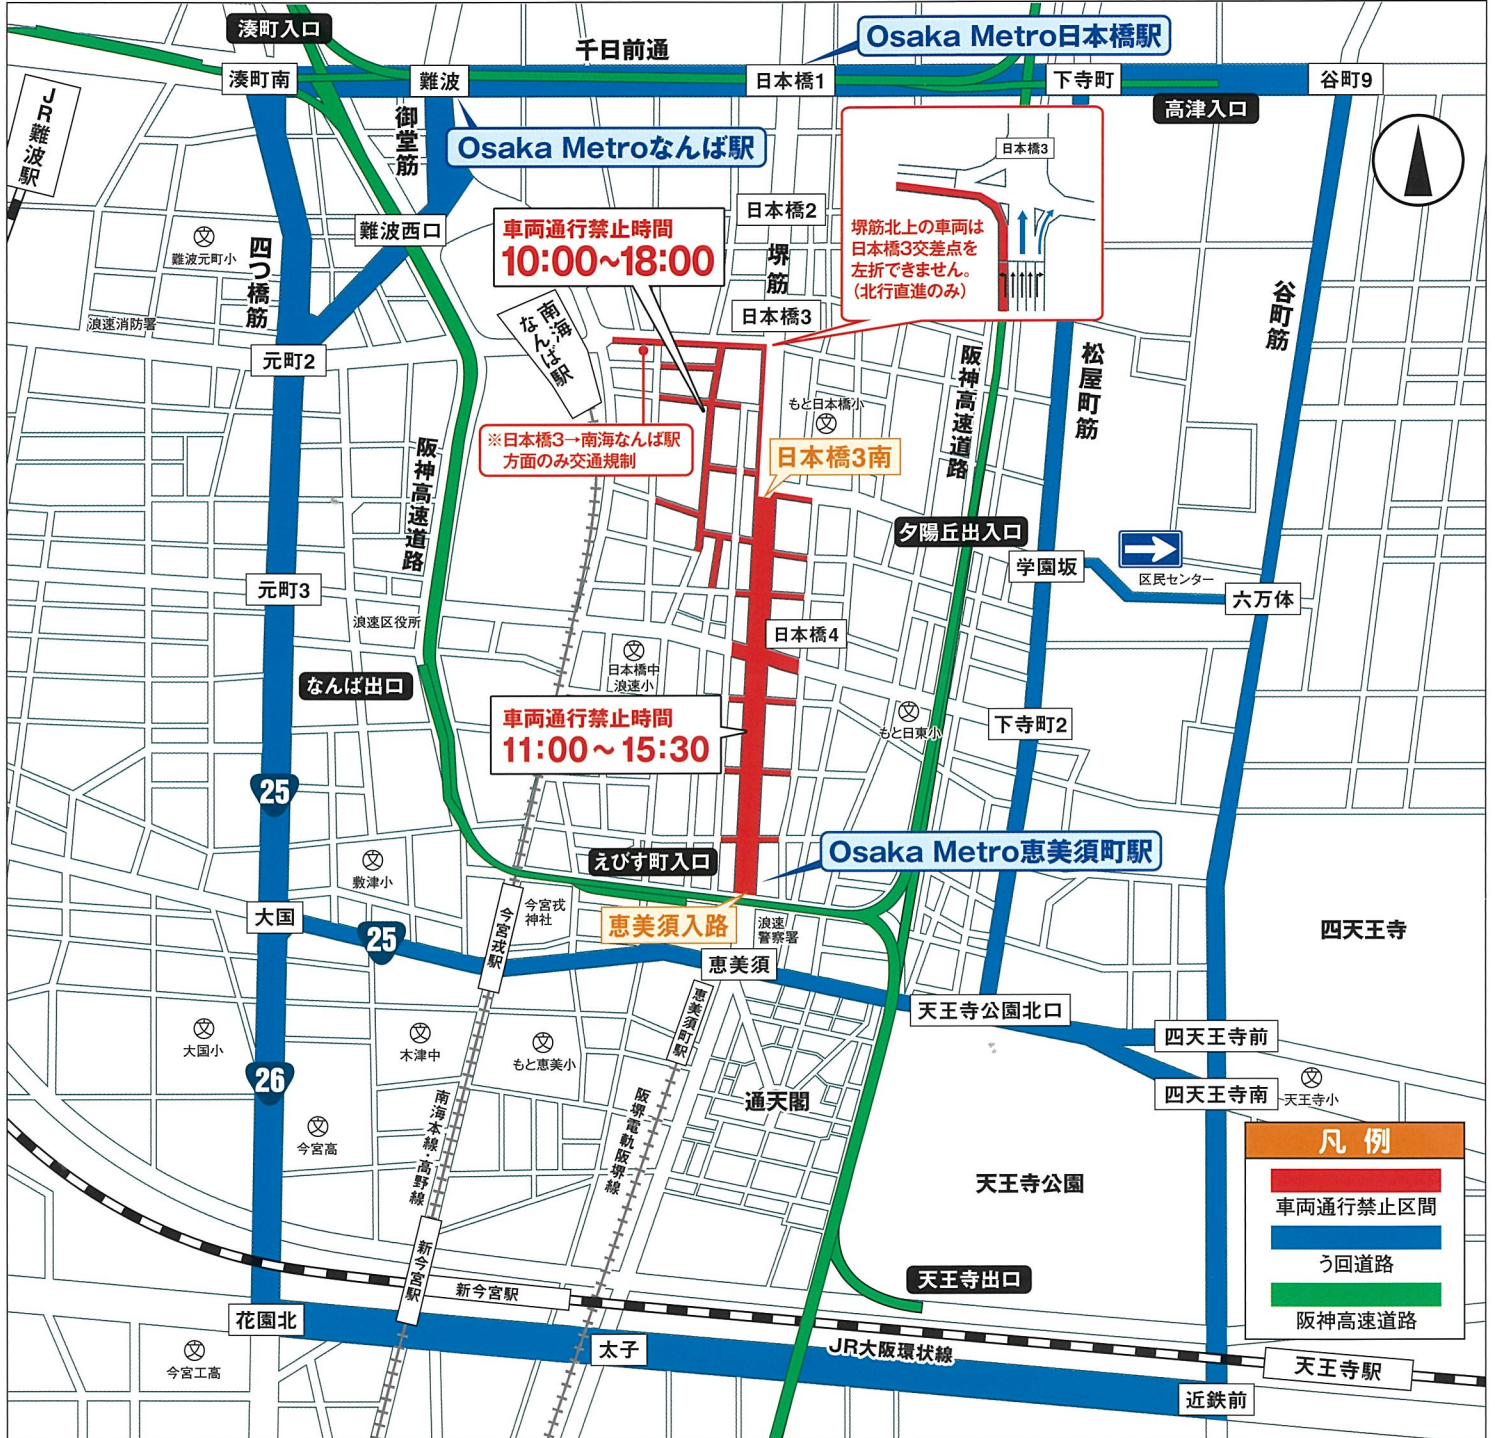 湊町入口
千日前通
Osaka Metro日本橋駅
湊町南
難波
日本橋1
下寺町
谷町9
高津入口
JR難波駅
御堂筋
Osaka Metroなんば駅
日本橋3
堺筋北上の車両は
日本橋3交差点を
左折できません。
(北行直進のみ)
日本橋2
難波西口
文
難波元町小
四つ橋筋
車両通行禁止時間
10:00~18:00
堺筋
日本橋3
谷町筋
浪速消防署
南海
なんば駅
元町2
阪神高速道路
松屋町筋
もと日本橋小
文
※日本橋3→南海なんば駅
方面のみ交通規制
日本橋3南
阪神高速道路
夕陽丘出入口
学園坂
区民センター
六万体
元町3
浪速区役所
日本橋4
文
日本橋中
浪速小
なんば出口
車両通行禁止時間
11:00~15:30
文
もと日東小
下寺町2
25
えびす町入口
Osaka Metro恵美須町駅
文
敷津小
大国
25
今宮戎駅
今宮戎
神社
恵美須入路
浪速
警察署
四天王寺
恵美須
天王寺公園北口
恵美須町駅
文
大国小
文
木津中
文
もと恵美小
四天王寺前
26
四天王寺南
文
天王寺小
通天閣
南海本線・高野線
阪堺電軌阪堺線
文
今宮高
天王寺公園
凡例
車両通行禁止区間
う回道路
阪神高速道路
新今宮駅
新今宮駅
天王寺出口
花園北
太子
JR大阪環状線
天王寺駅
文
今宮工高
近鉄前